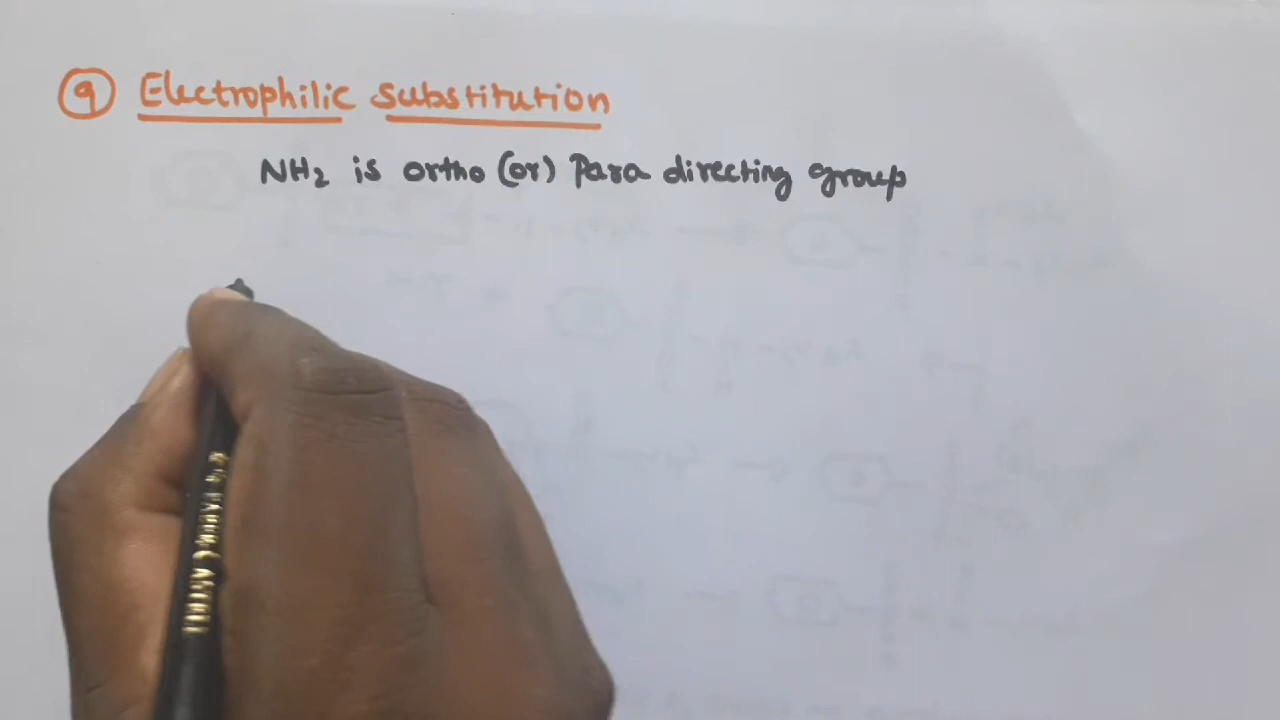 9 Electrophilic substitution
NH2 is ortho (or) Para directing group